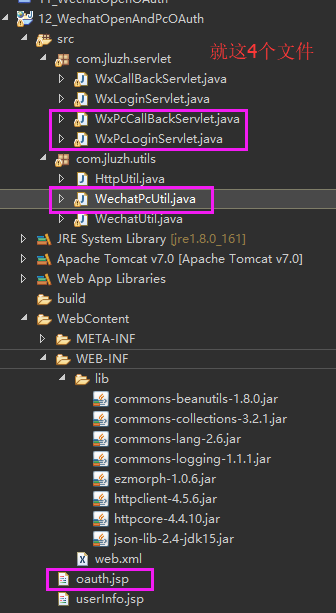 11_WechatOpenOAuth
12_WechatOpenAndPcOAuth
src
就这4个文件
com.jluzh.servlet
WxCallBackServlet.java
WxLoginServlet.java
WxPcCallBackServlet.java
WxPcLoginServlet.java
com.jluzh.utils
HttpUtil.java
WechatPcUtil.java
WechatUtil.java
JRE System Library [jre1.8.0_161]
Apache Tomcat v7.0 [Apache Tomcat v7.0]
Web App Libraries
build
WebContent
META-INF
WEB-INF
lib
commons-beanutils-1.8.0.jar
commons-collections-3.2.1.jar
commons-lang-2.6.jar
commons-logging-1.1.1.jar
ezmorph-1.0.6.jar
httpclient-4.5.6.jar
httpcore-4.4.10.jar
json-lib-2.4-jdk15.jar
web.xml
oauth.jsp
userInfo.jsp